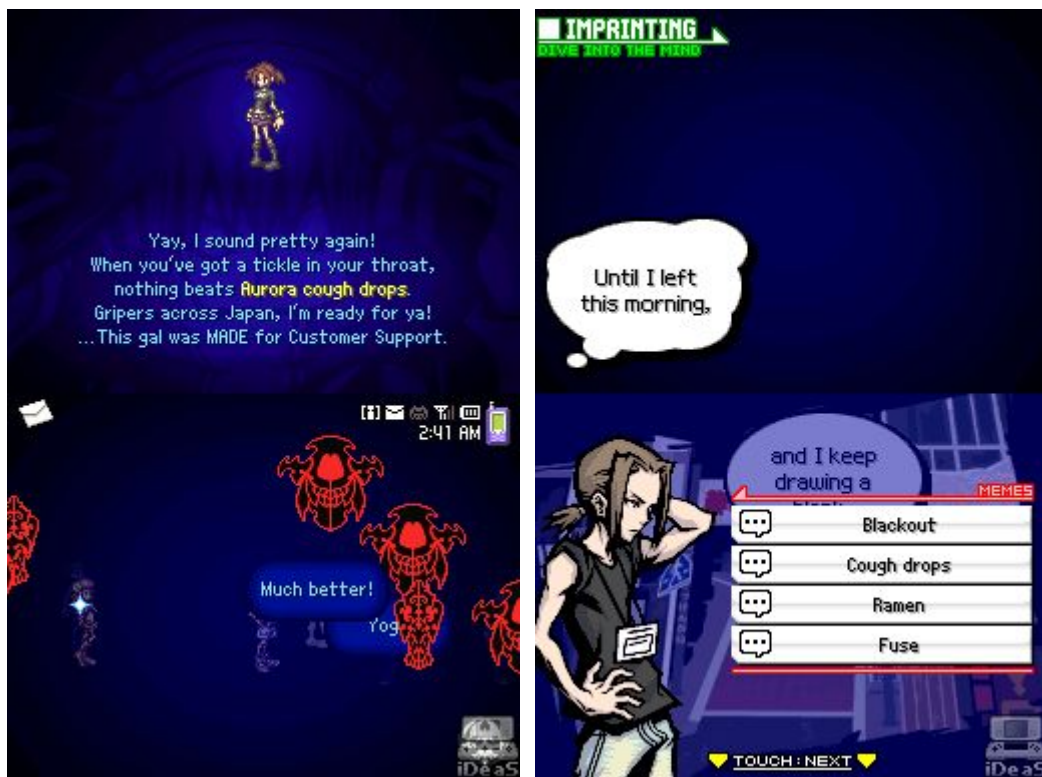 Yay, I sound pretty again!
When you've got a tickle in your throat,
nothing beats Aurora cough drops.
Gripers across Japan, I'm ready for ya!
...This gal was MADE for Customer Support.
2:41 AM
Much better!
Yog
iDeaS
IMPRINTING
DIVE INTO THE MIND
Until I left
this morning,
and I keep
drawing a
MEMES
Blackout
Cough drops
Ramen
Fuse
TOUCH : NEXT
iDeaS